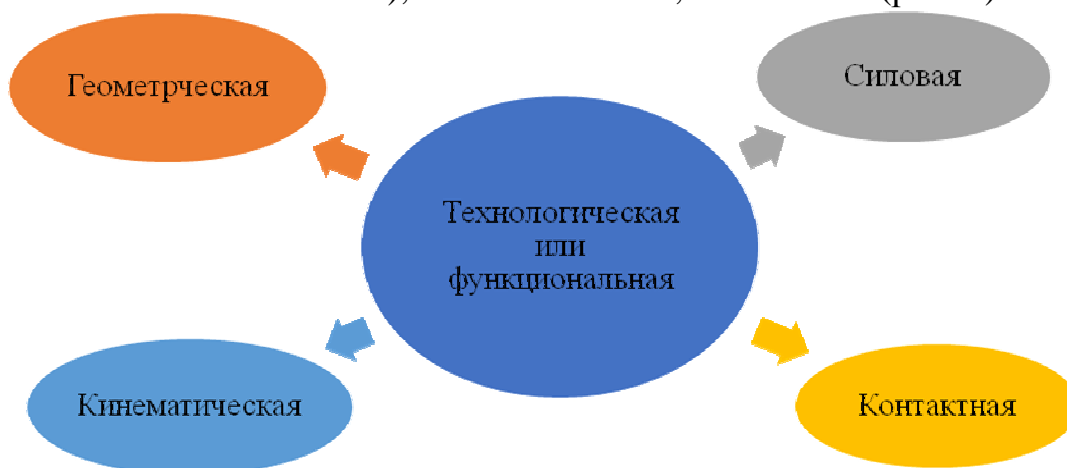 Геометрческая
Силовая
Технологическая
или
функциональная
Кинематическая
Контактная